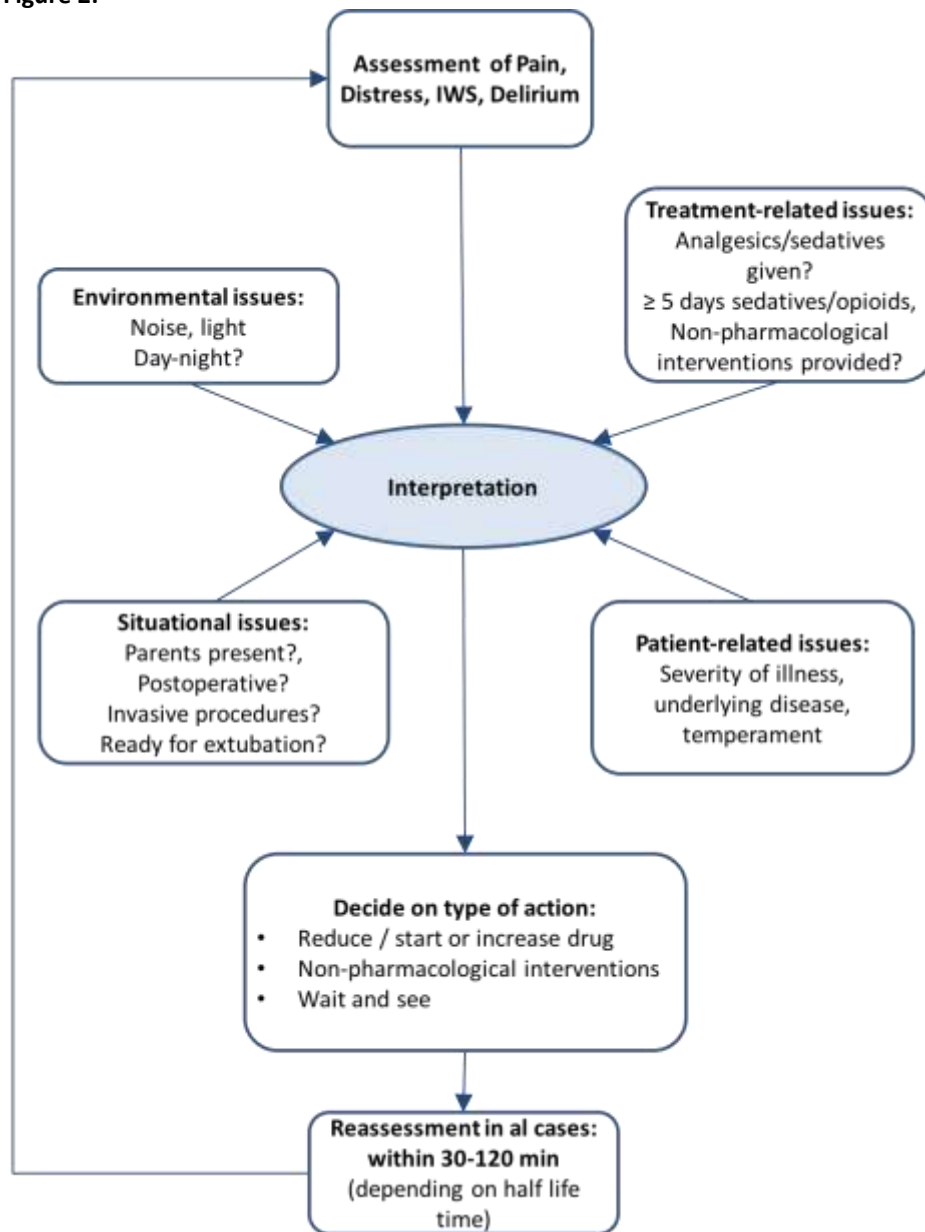 Figure 2.
Assessment of Pain,
Distress, IWS, Delirium
Treatment-related issues:
Analgesics/sedatives
given?
≥ 5 days sedatives/opioids,
Non-pharmacological
interventions provided?
Environmental issues:
Noise, light
Day-night?
Interpretation
Situational issues:
Parents present?,
Postoperative?
Invasive procedures?
Ready for extubation?
Patient-related issues:
Severity of illness,
underlying disease,
temperament
Decide on type of action:
• Reduce / start or increase drug
• Non-pharmacological interventions
• Wait and see
Reassessment in al cases:
within 30-120 min
(depending on half life
time)